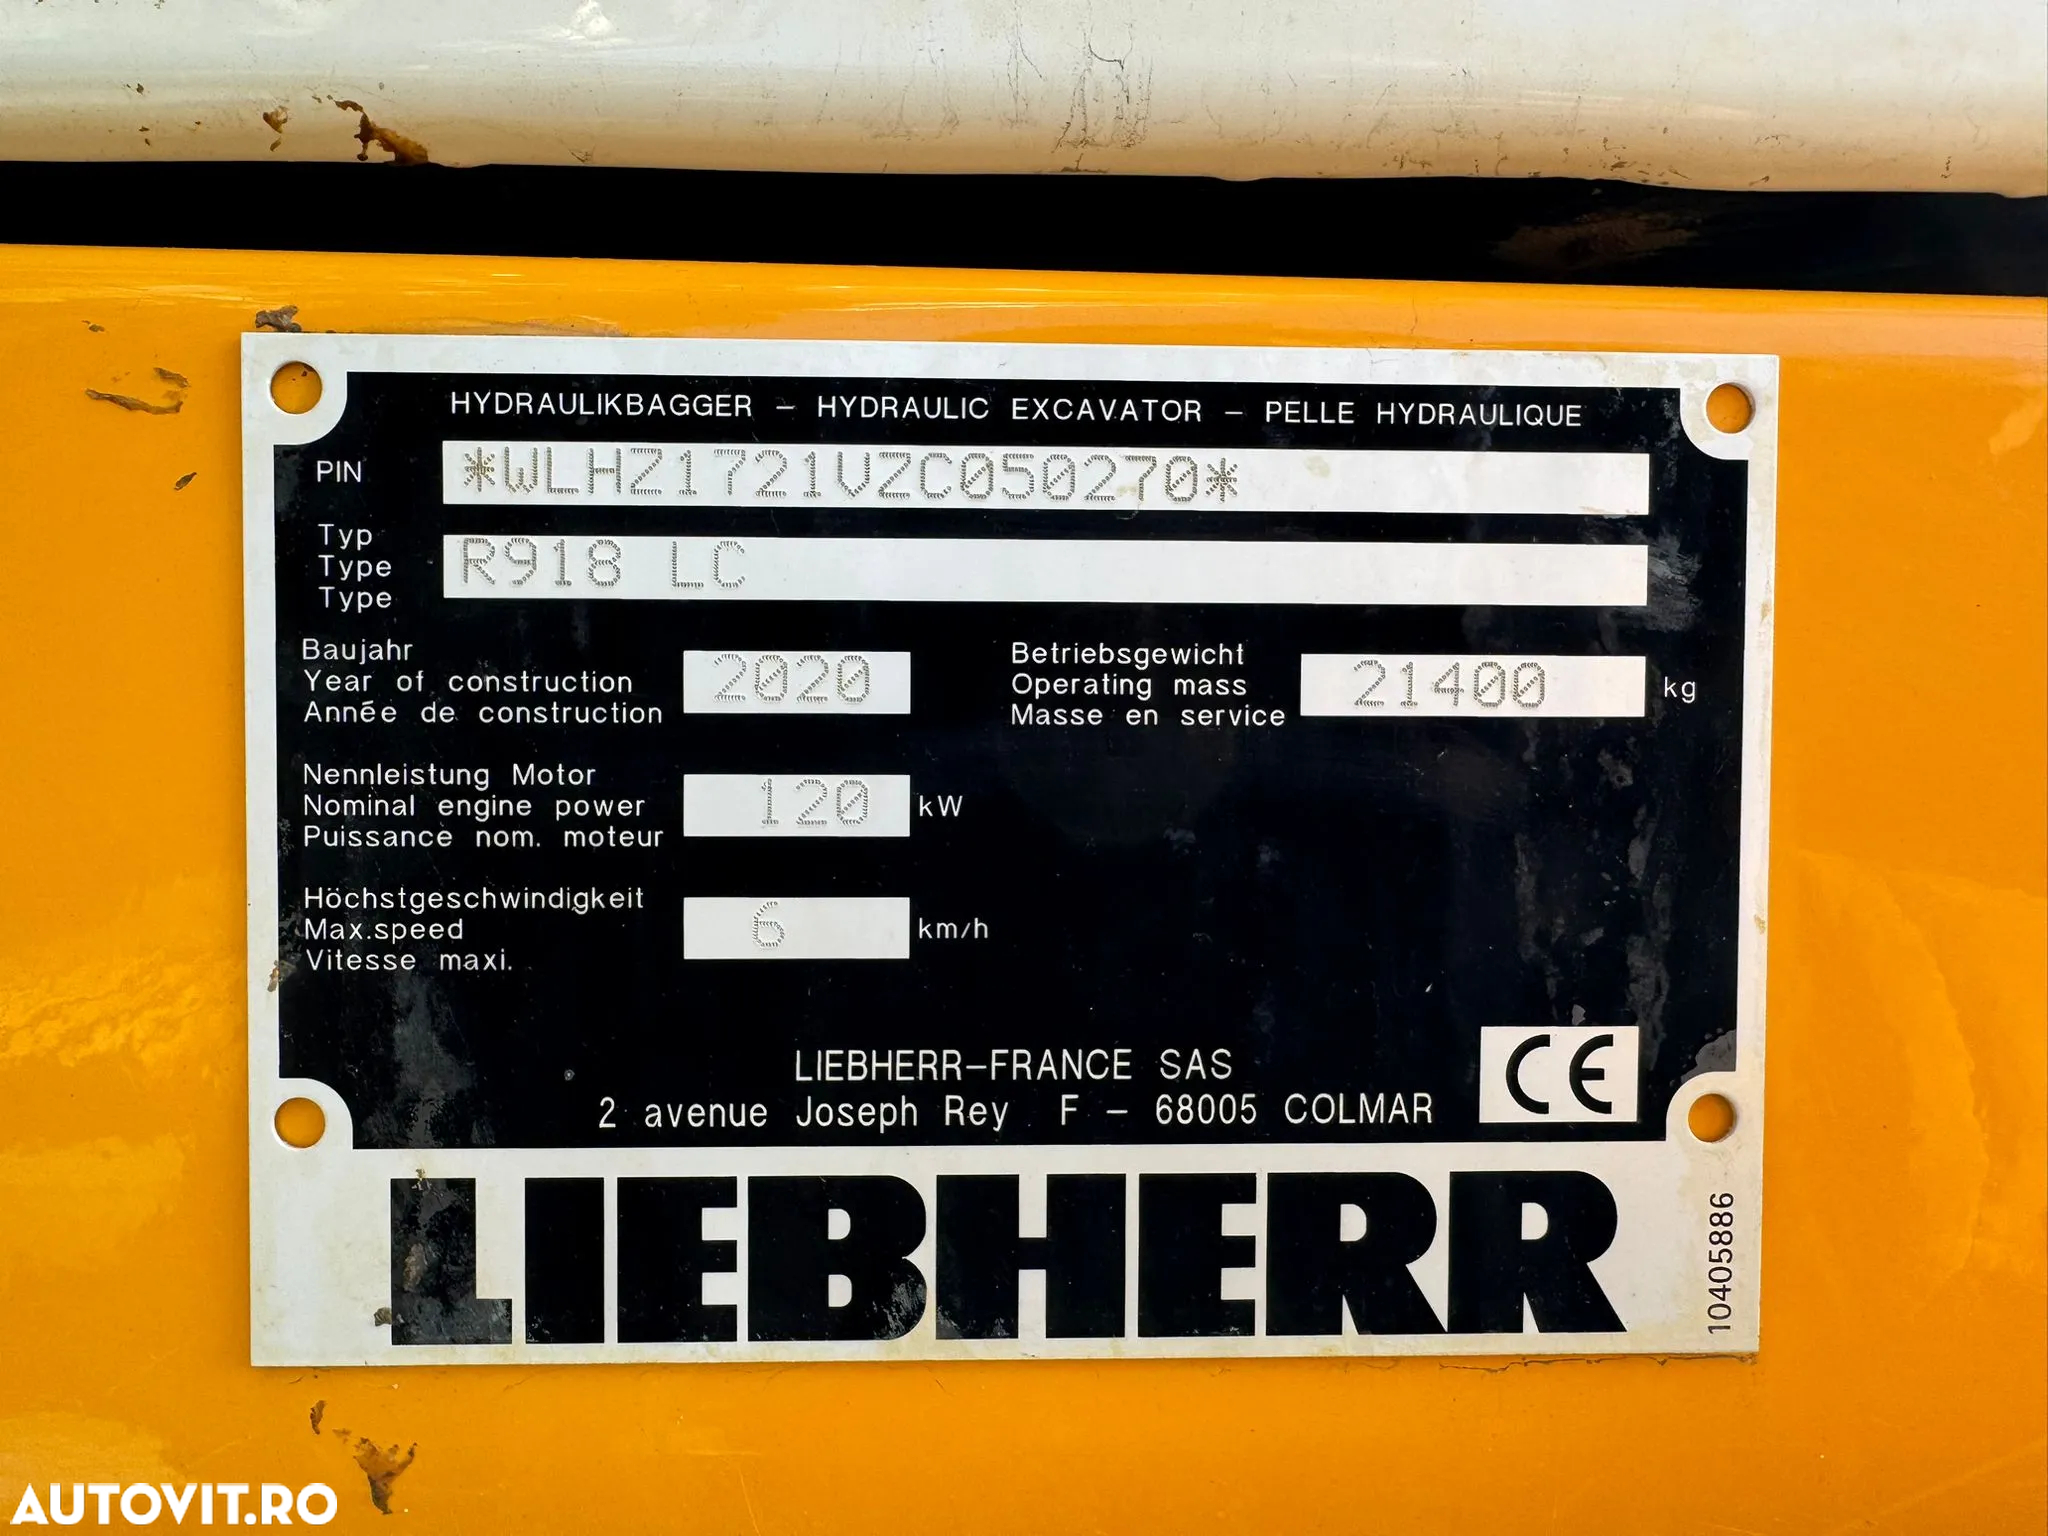 HYDRAULIKBAGGER – HYDRAULIC EXCAVATOR – PELLE HYDRAULIQUE
PIN *WLHZ1721VZC050270*
Typ
Type
Type
R918 LC
Baujahr
Year of construction
Année de construction
2020
Betriebsgewicht
Operating mass
Masse en service
21400 kg
Nennleistung Motor
Nominal engine power
Puissance nom. moteur
120 kW
Höchstgeschwindigkeit
Max.speed
Vitesse maxi.
6 km/h
LIEBHERR-FRANCE SAS
2 avenue Joseph Rey F – 68005 COLMAR
CE
LIEBHERR
10405886
AUTOVIT.RO